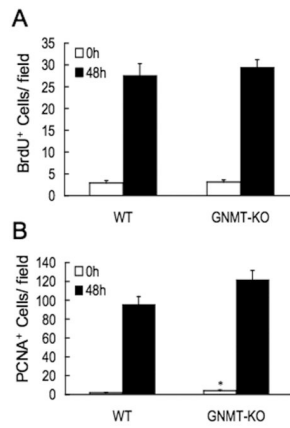 A
BrdU⁺ Cells/ field
35
30
25
20
15
10
5
0
0h
48h
WT GNMT-KO
B
PCNA⁺ Cells/ field
140
120
100
80
60
40
20
0
0h
48h
*
WT GNMT-KO